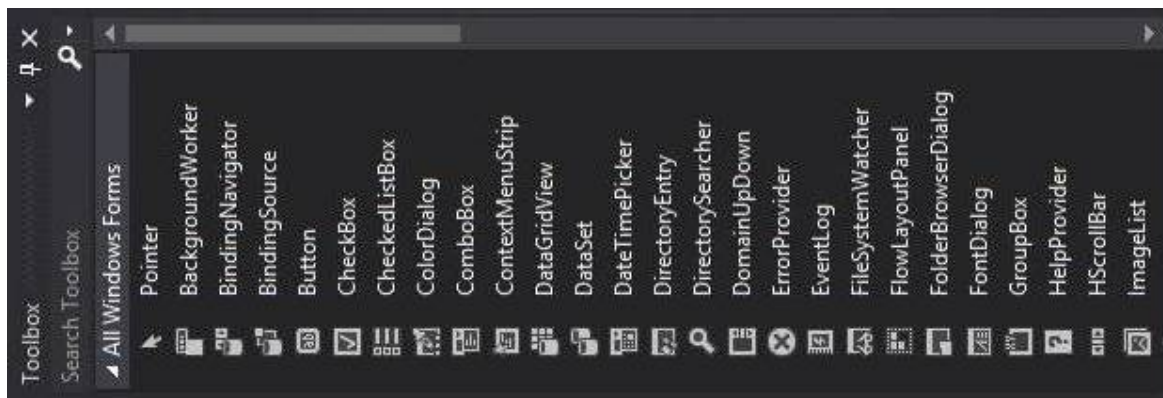 Toolbox
Search Toolbox
All Windows Forms
Pointer
BackgroundWorker
BindingNavigator
BindingSource
Button
CheckBox
CheckedListBox
ColorDialog
ComboBox
ContextMenuStrip
DataGridView
DataSet
DateTimePicker
DirectoryEntry
DirectorySearcher
DomainUpDown
ErrorProvider
EventLog
FileSystemWatcher
FlowLayoutPanel
FolderBrowserDialog
FontDialog
GroupBox
HelpProvider
HScrollBar
ImageList